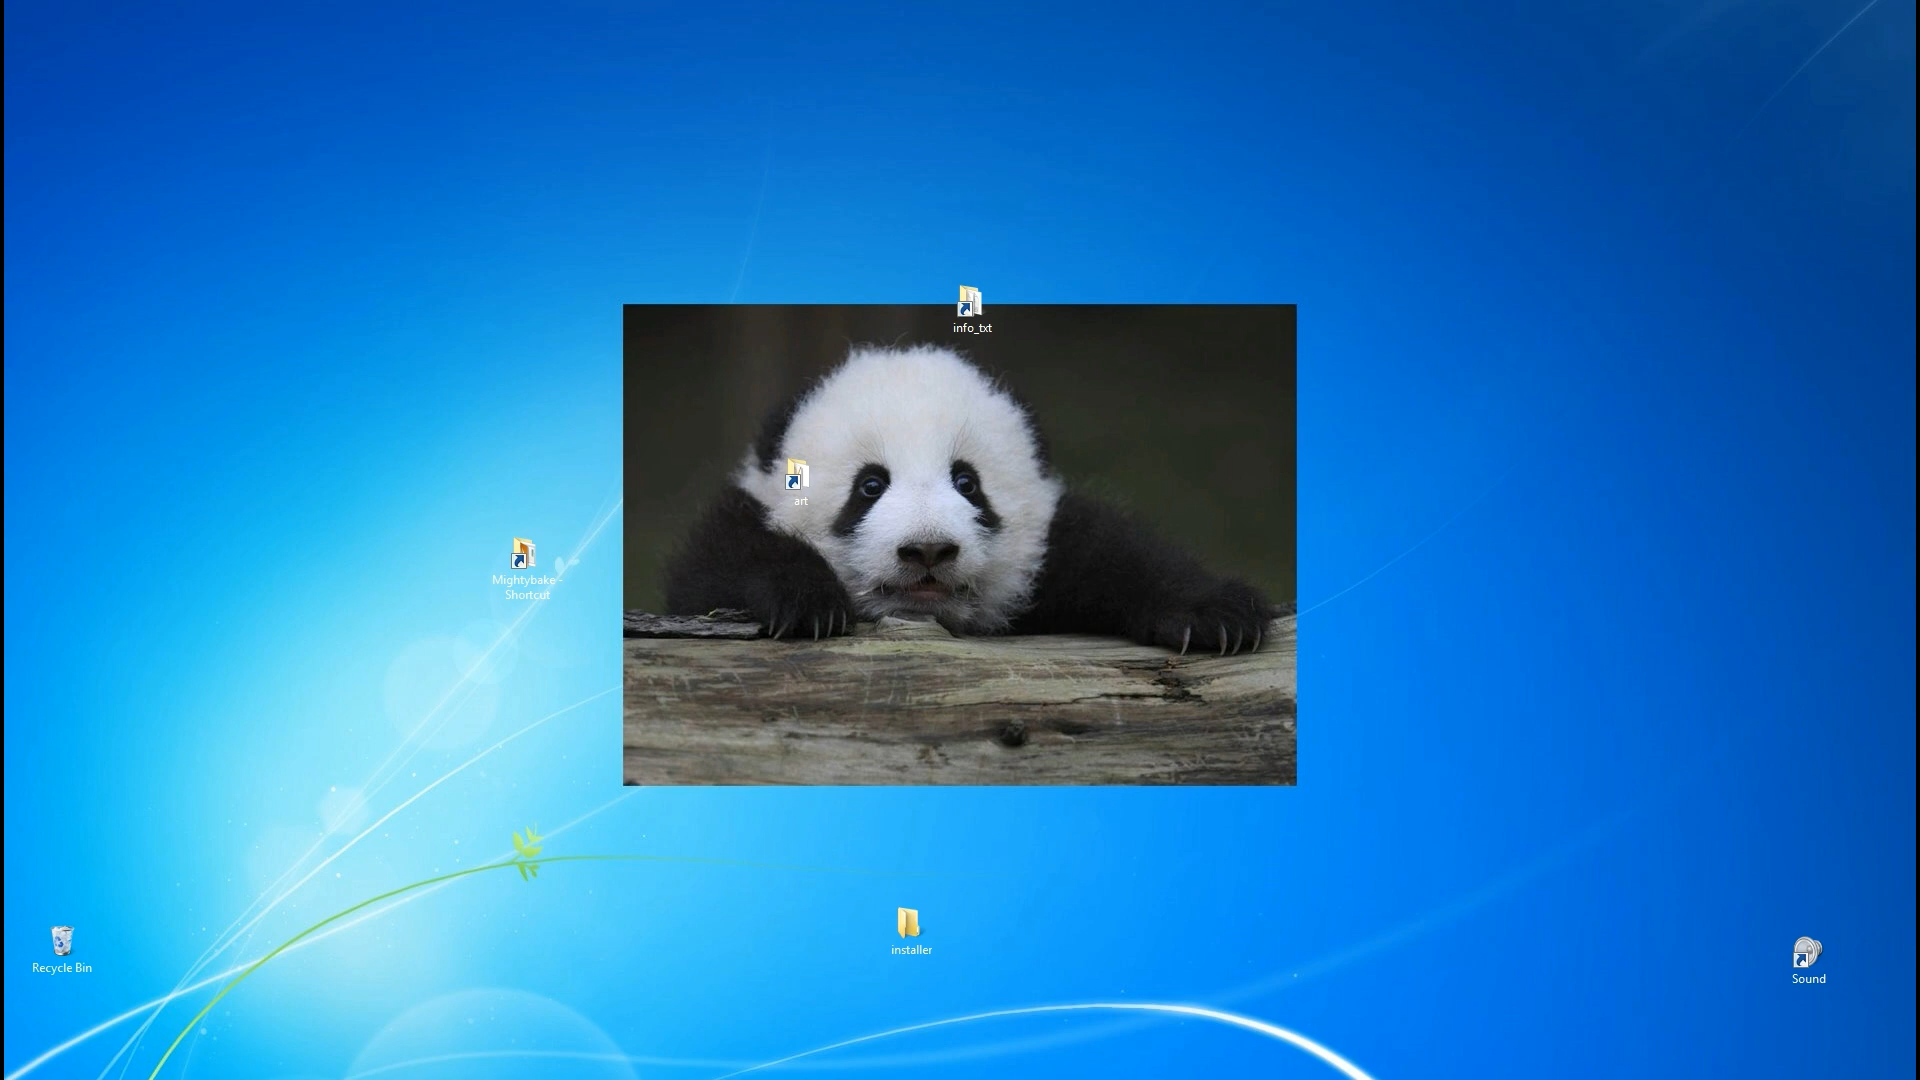 info_txt
art
Mightybake -
Shortcut
installer
Recycle Bin
Sound